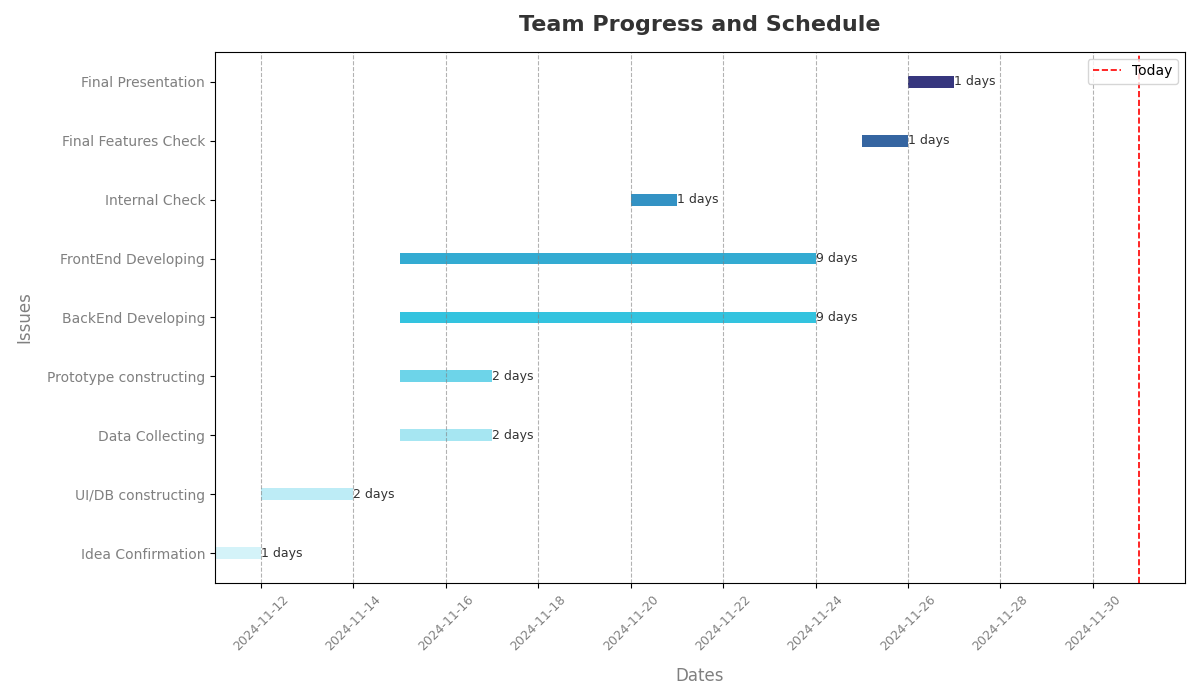 Team Progress and Schedule
Today
Final Presentation
1 days
Final Features Check
1 days
Internal Check
1 days
FrontEnd Developing
9 days
BackEnd Developing
9 days
Prototype constructing
2 days
Data Collecting
2 days
UI/DB constructing
2 days
Idea Confirmation
1 days
Issues
2024-11-12
2024-11-14
2024-11-16
2024-11-18
2024-11-20
2024-11-22
2024-11-24
2024-11-26
2024-11-28
2024-11-30
Dates